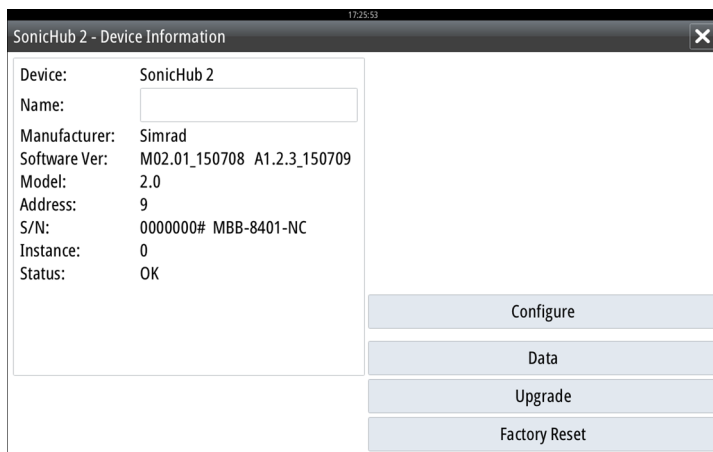 17:25:53
SonicHub 2 - Device Information
Device: SonicHub 2
Name:
Manufacturer: Simrad
Software Ver: M02.01_150708 A1.2.3_150709
Model: 2.0
Address: 9
S/N: 0000000# MBB-8401-NC
Instance: 0
Status: OK
Configure
Data
Upgrade
Factory Reset